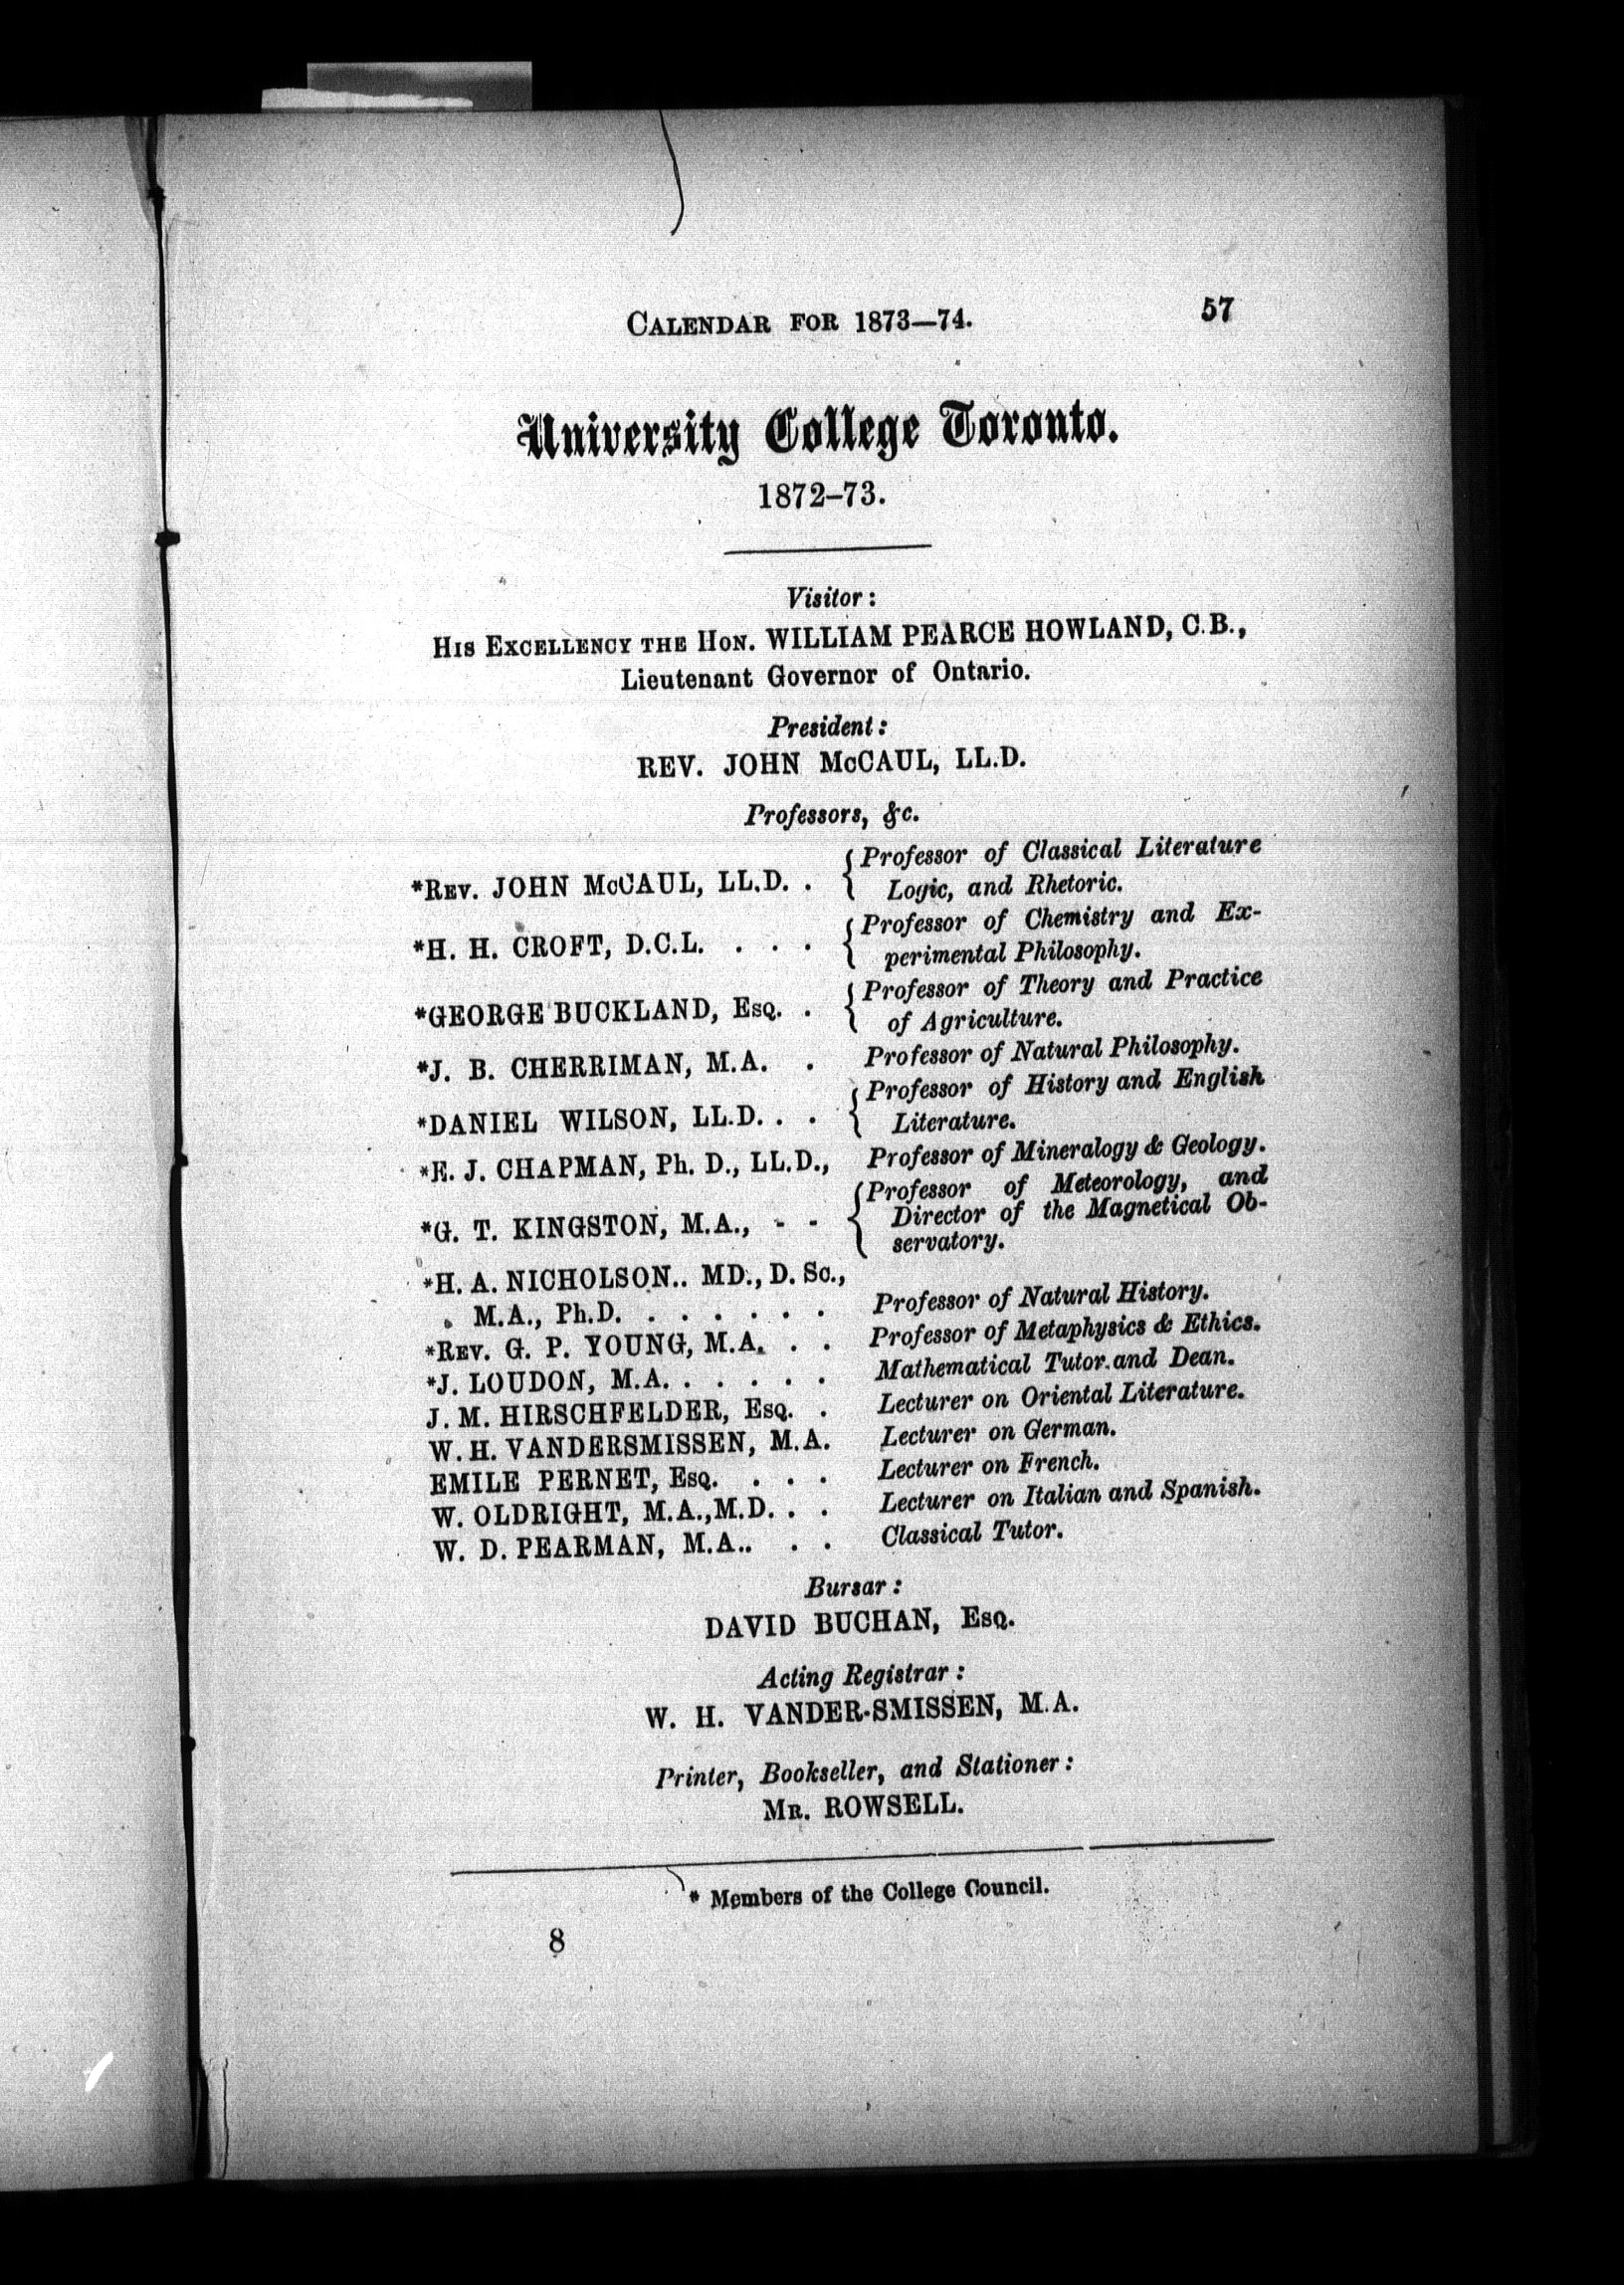 CALENDAR FOR 1873—74. 57
University College Toronto.
1872–73.
Visitor:
HIS EXCELLENCY THE HON. WILLIAM PEARCE HOWLAND, C.B.,
Lieutenant Governor of Ontario.
President:
REV. JOHN McCAUL, LL.D.
Professors, &c.
*REV. JOHN McCAUL, LL.D. . { Professor of Classical Literature
Logic, and Rhetoric.
*H. H. CROFT, D.C.L. . . . { Professor of Chemistry and Ex-
perimental Philosophy.
*GEORGE BUCKLAND, ESQ. . { Professor of Theory and Practice
of Agriculture.
*J. B. CHERRIMAN, M.A. . Professor of Natural Philosophy.
*DANIEL WILSON, LL.D. . . { Professor of History and English
Literature.
*E. J. CHAPMAN, Ph. D., LL.D., Professor of Mineralogy & Geology.
*G. T. KINGSTON, M.A., - - { Professor of Meteorology, and
Director of the Magnetical Ob-
servatory.
*H. A. NICHOLSON.. MD., D. Sc.,
M.A., Ph.D. . . . . . . Professor of Natural History.
*REV. G. P. YOUNG, M.A. . . Professor of Metaphysics & Ethics.
*J. LOUDON, M.A. . . . . . Mathematical Tutor and Dean.
J. M. HIRSCHFELDER, ESQ. . Lecturer on Oriental Literature.
W. H. VANDERSMISSEN, M.A. Lecturer on German.
EMILE PERNET, ESQ. . . . Lecturer on French.
W. OLDRIGHT, M.A.,M.D. . . Lecturer on Italian and Spanish.
W. D. PEARMAN, M.A.. . . Classical Tutor.
Bursar:
DAVID BUCHAN, ESQ.
Acting Registrar:
W. H. VANDER-SMISSEN, M.A.
Printer, Bookseller, and Stationer:
MR. ROWSELL.
* Members of the College Council.
8